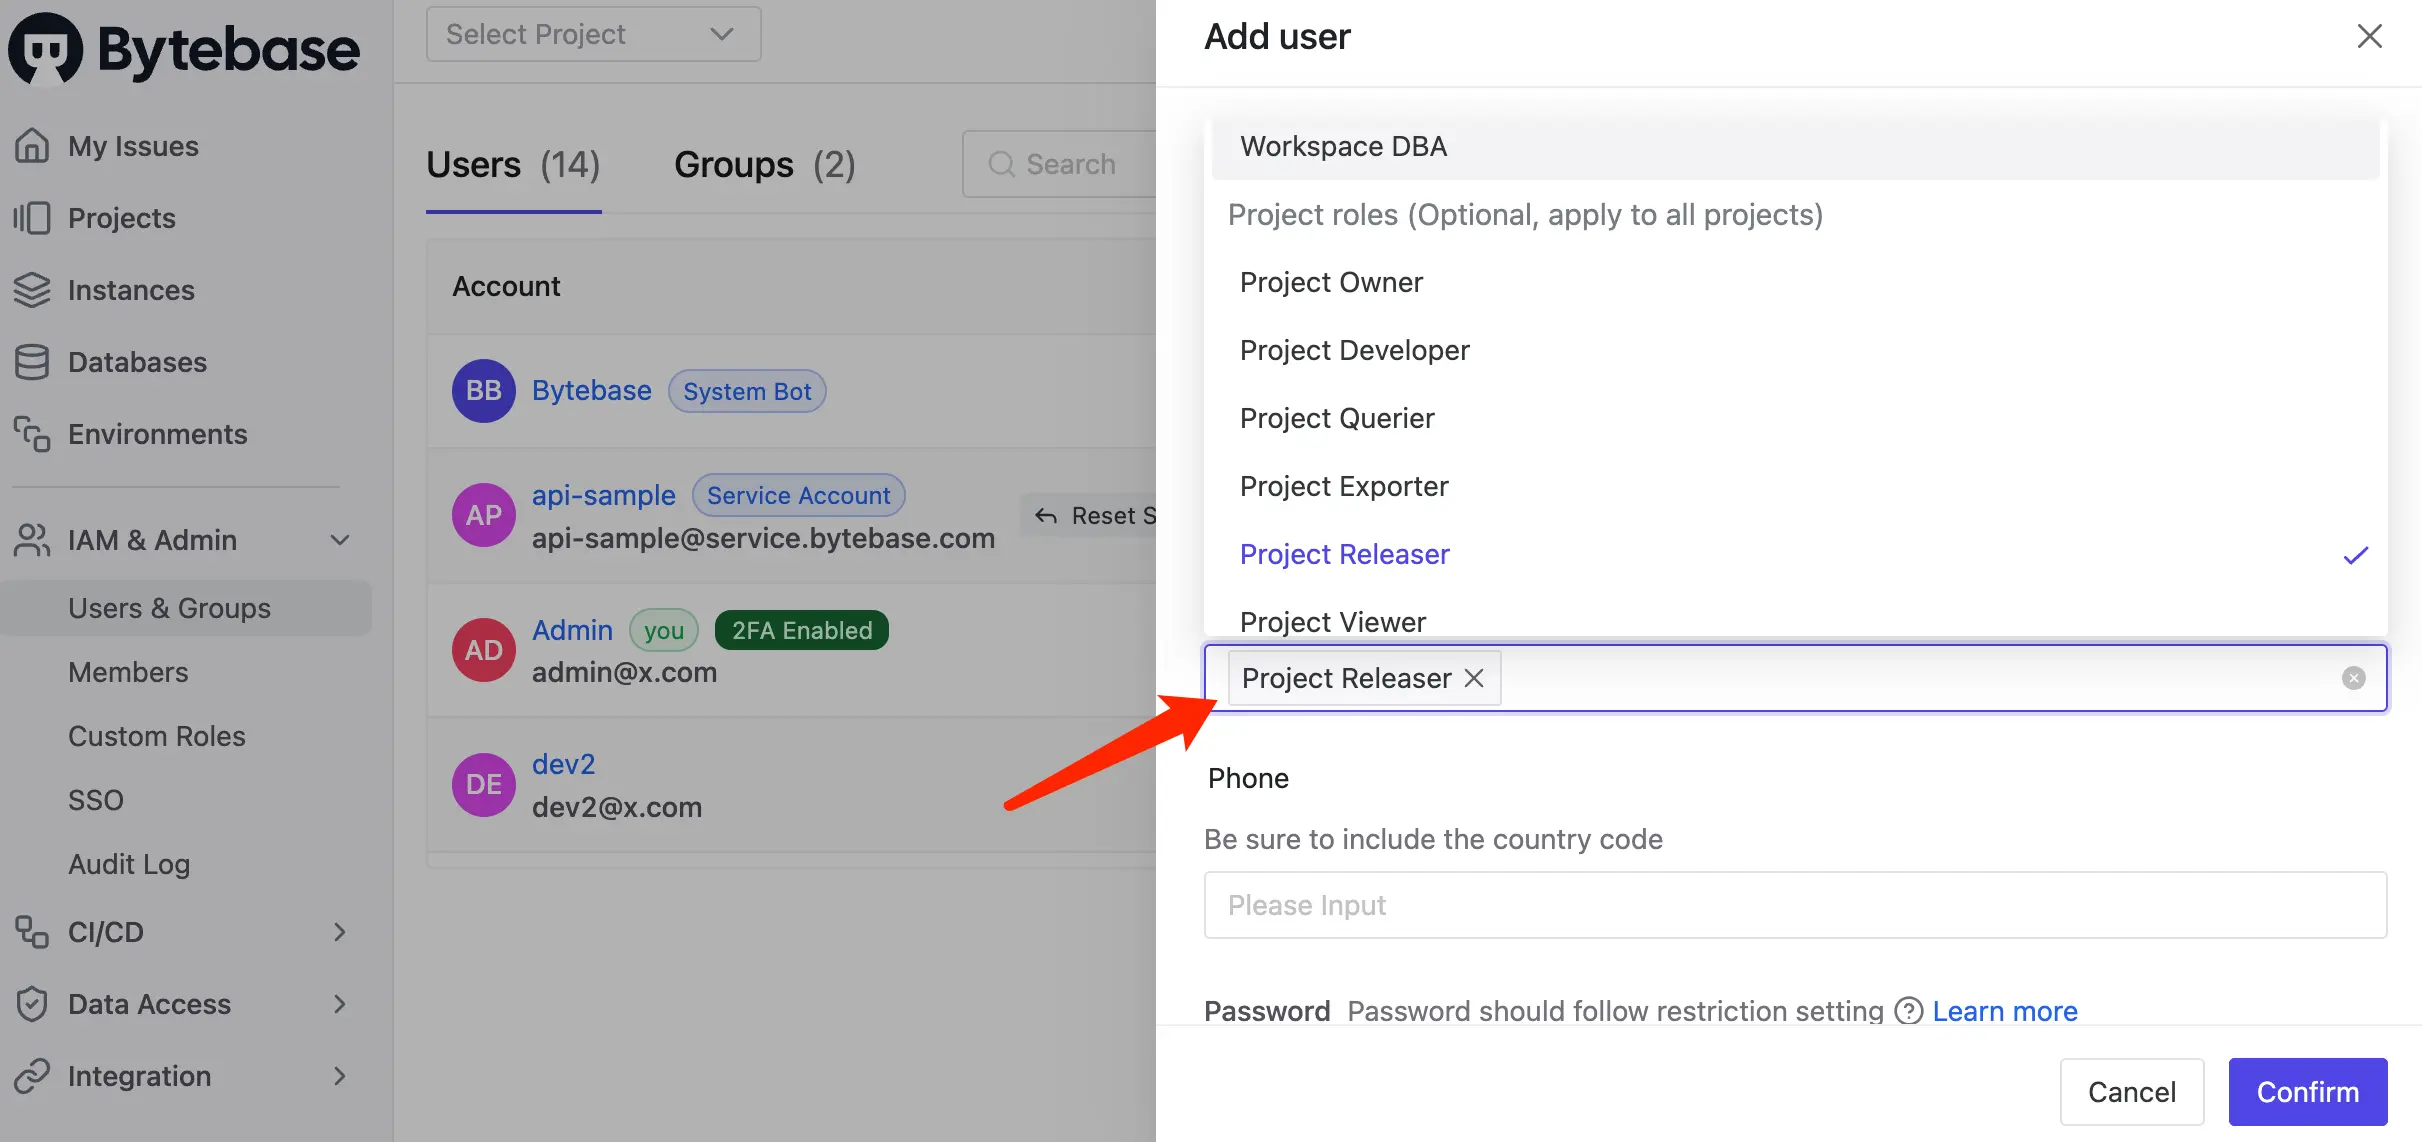 Bytebase
My Issues
Projects
Instances
Databases
Environments
IAM & Admin
Users & Groups
Members
Custom Roles
SSO
Audit Log
CI/CD
Data Access
Integration
Select Project
Users (14)
Groups (2)
Search
Account
BB
Bytebase
System Bot
AP
api-sample
Service Account
api-sample@service.bytebase.com
Reset S
AD
Admin
you
2FA Enabled
admin@x.com
DE
dev2
dev2@x.com
Add user
Workspace DBA
Project roles (Optional, apply to all projects)
Project Owner
Project Developer
Project Querier
Project Exporter
Project Releaser
Project Viewer
Project Releaser
Phone
Be sure to include the country code
Please Input
Password Password should follow restriction setting ? Learn more
Cancel
Confirm